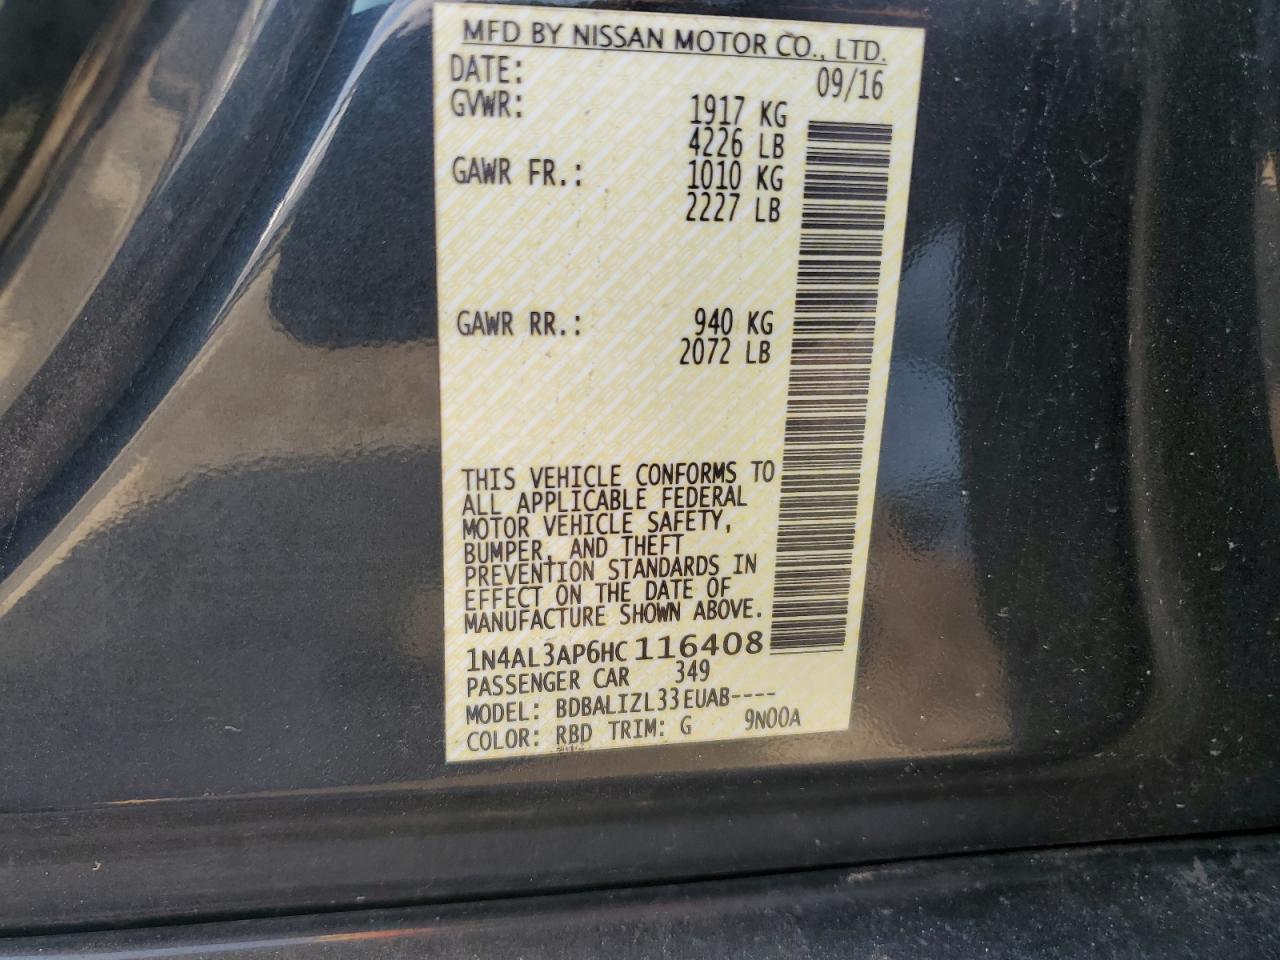 MFD BY NISSAN MOTOR CO., LTD.
DATE: 09/16
GVWR: 1917 KG
4226 LB
GAWR FR.: 1010 KG
2227 LB
GAWR RR.: 940 KG
2072 LB
THIS VEHICLE CONFORMS TO
ALL APPLICABLE FEDERAL
MOTOR VEHICLE SAFETY,
BUMPER, AND THEFT
PREVENTION STANDARDS IN
EFFECT ON THE DATE OF
MANUFACTURE SHOWN ABOVE.
1N4AL3AP6HC116408
PASSENGER CAR 349
MODEL: BDBALIZL33EUAB----
COLOR: RBD TRIM: G 9N00A